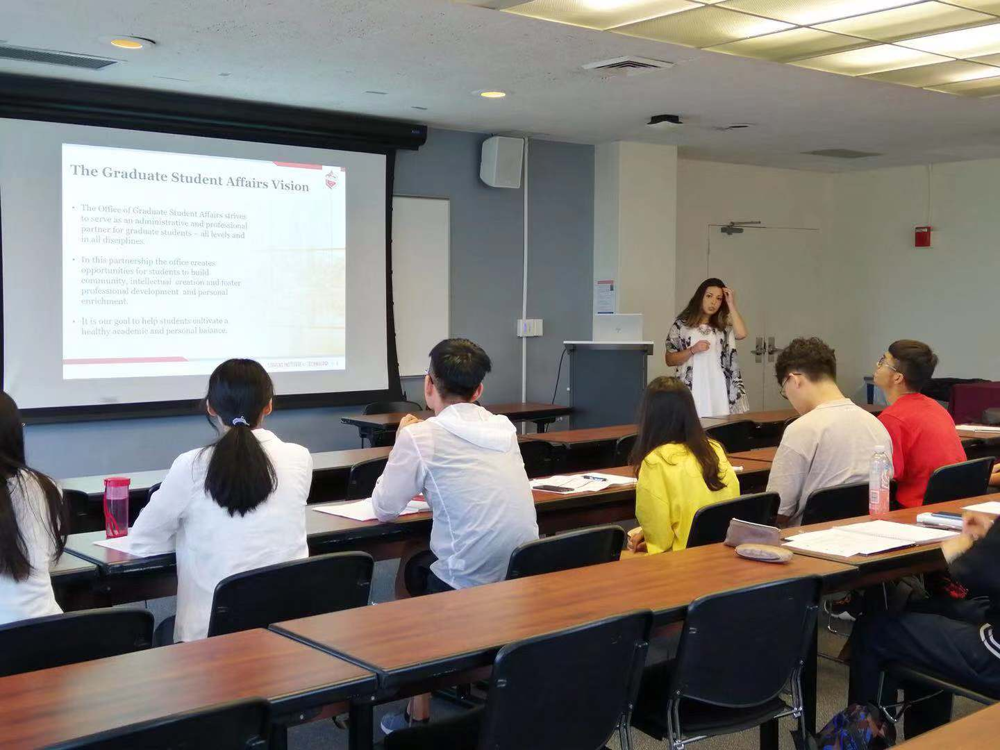 The Graduate Student Affairs Vision
• The Office of Graduate Student Affairs strives
to serve as an administrative and professional
partner for graduate students – all levels and
in all disciplines.
• In this partnership the office creates
opportunities for students to build
community, intellectual creation and foster
professional development and personal
enrichment.
• It is our goal to help students cultivate a
healthy academic and personal balance.
STEVENS INSTITUTE of TECHNOLOGY